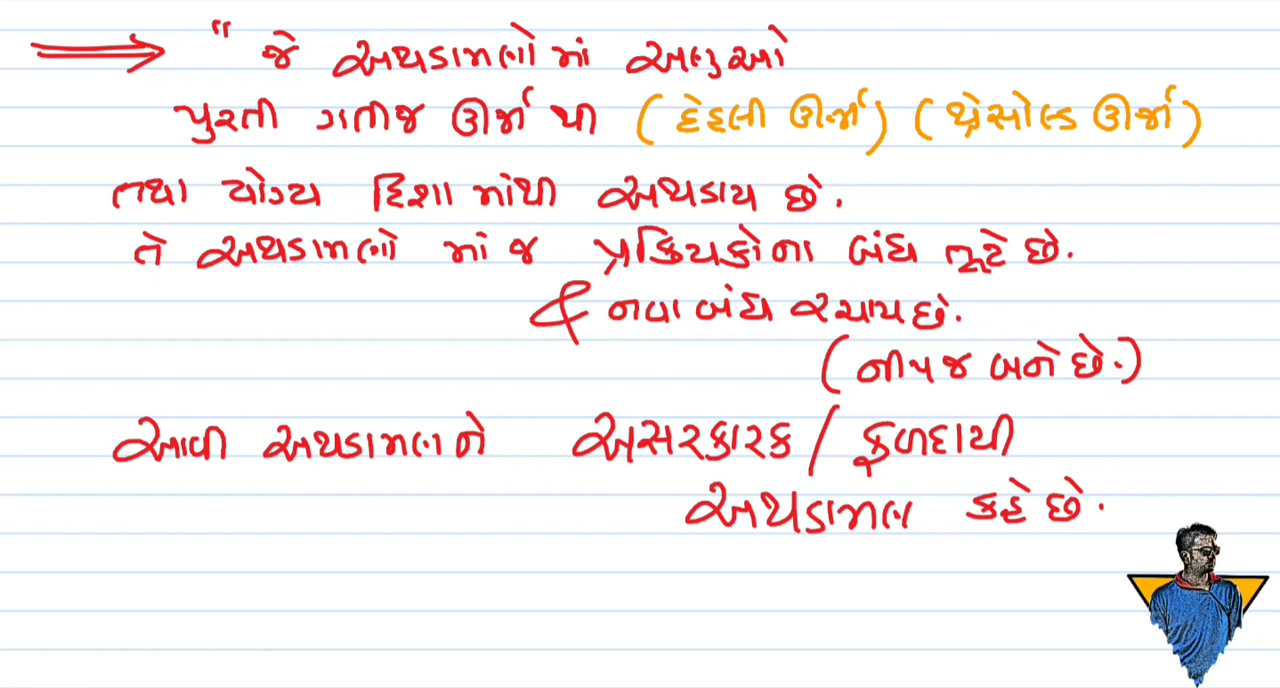 ⟹ " જે અથડામણોમાં અણુઓ
પુરતી ગતીજ ઊર્જા થી (દેહલી ઊર્જા) (થ્રેસોલ્ડ ઊર્જા)
તથા યોગ્ય દિશામાંથી અથડાય છે.
તે અથડામણો માં જ પ્રક્રિયકોના બંધ તૂટે છે.
& નવા બંધ રચાય છે.
(નીપજ બને છે.)
આવી અથડામણને અસરકારક / ફળદાયી
અથડામણ કહે છે.